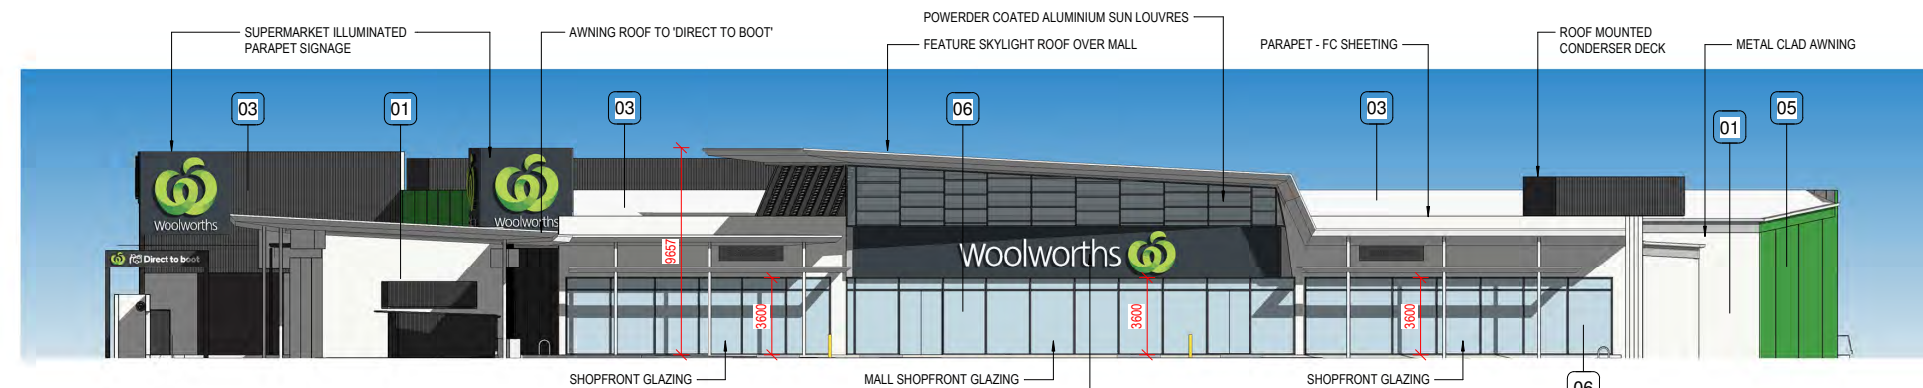 POWERDER COATED ALUMINIUM SUN LOUVRES
SUPERMARKET ILLUMINATED
PARAPET SIGNAGE
AWNING ROOF TO 'DIRECT TO BOOT'
FEATURE SKYLIGHT ROOF OVER MALL
PARAPET - FC SHEETING
ROOF MOUNTED
CONDERSER DECK
METAL CLAD AWNING
03
01
03
06
03
01
05
Woolworths
Woolworths
Direct to boot
Woolworths
9657
3600
3600
3600
SHOPFRONT GLAZING
MALL SHOPFRONT GLAZING
SHOPFRONT GLAZING
06